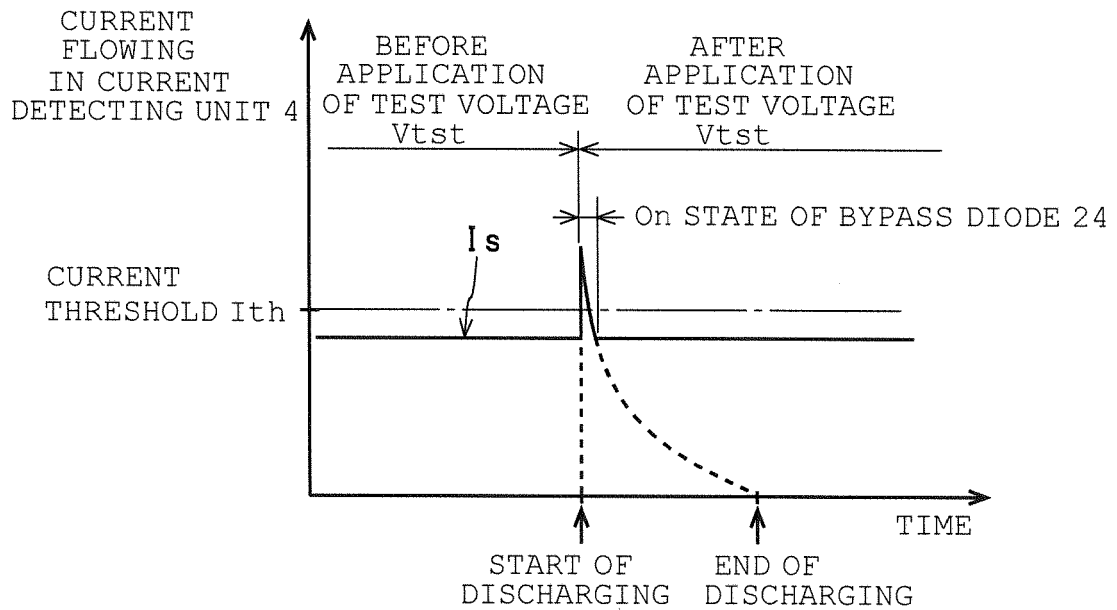 CURRENT
FLOWING
IN CURRENT
DETECTING UNIT 4
BEFORE
APPLICATION
OF TEST VOLTAGE
Vtst
AFTER
APPLICATION
OF TEST VOLTAGE
Vtst
On STATE OF BYPASS DIODE 24
Is
CURRENT
THRESHOLD Ith
TIME
START OF
DISCHARGING
END OF
DISCHARGING